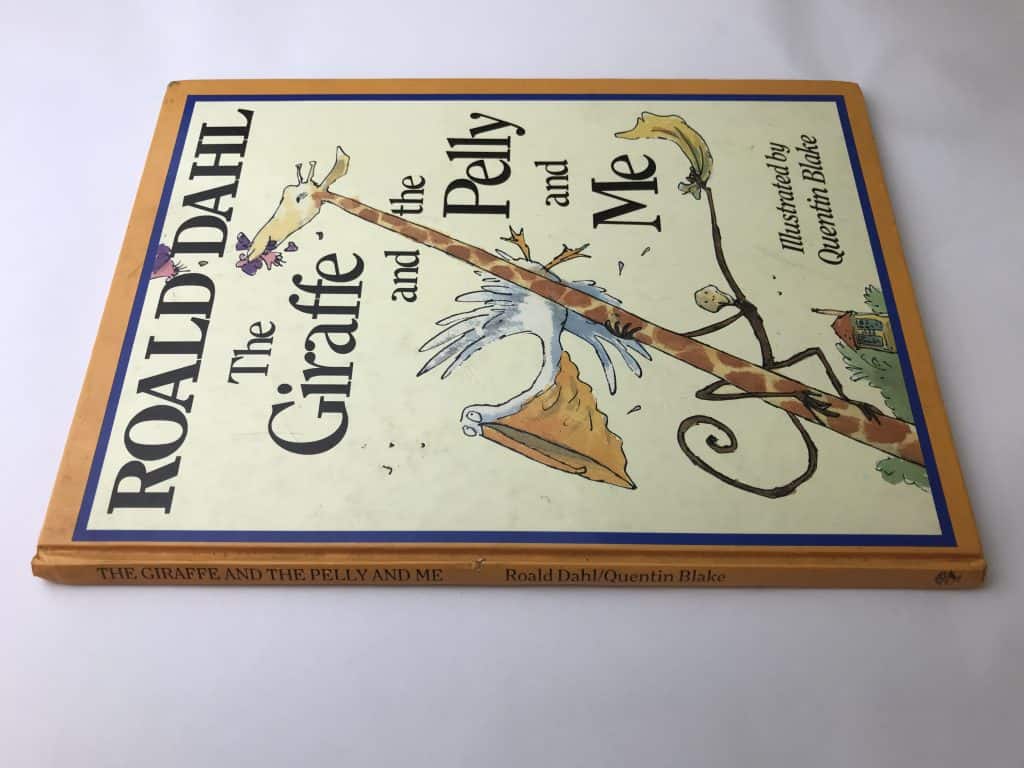 ROALD DAHL
The
Giraffe
and the
Pelly
and
Me
Illustrated by
Quentin Blake
THE GIRAFFE AND THE PELLY AND ME Roald Dahl/Quentin Blake